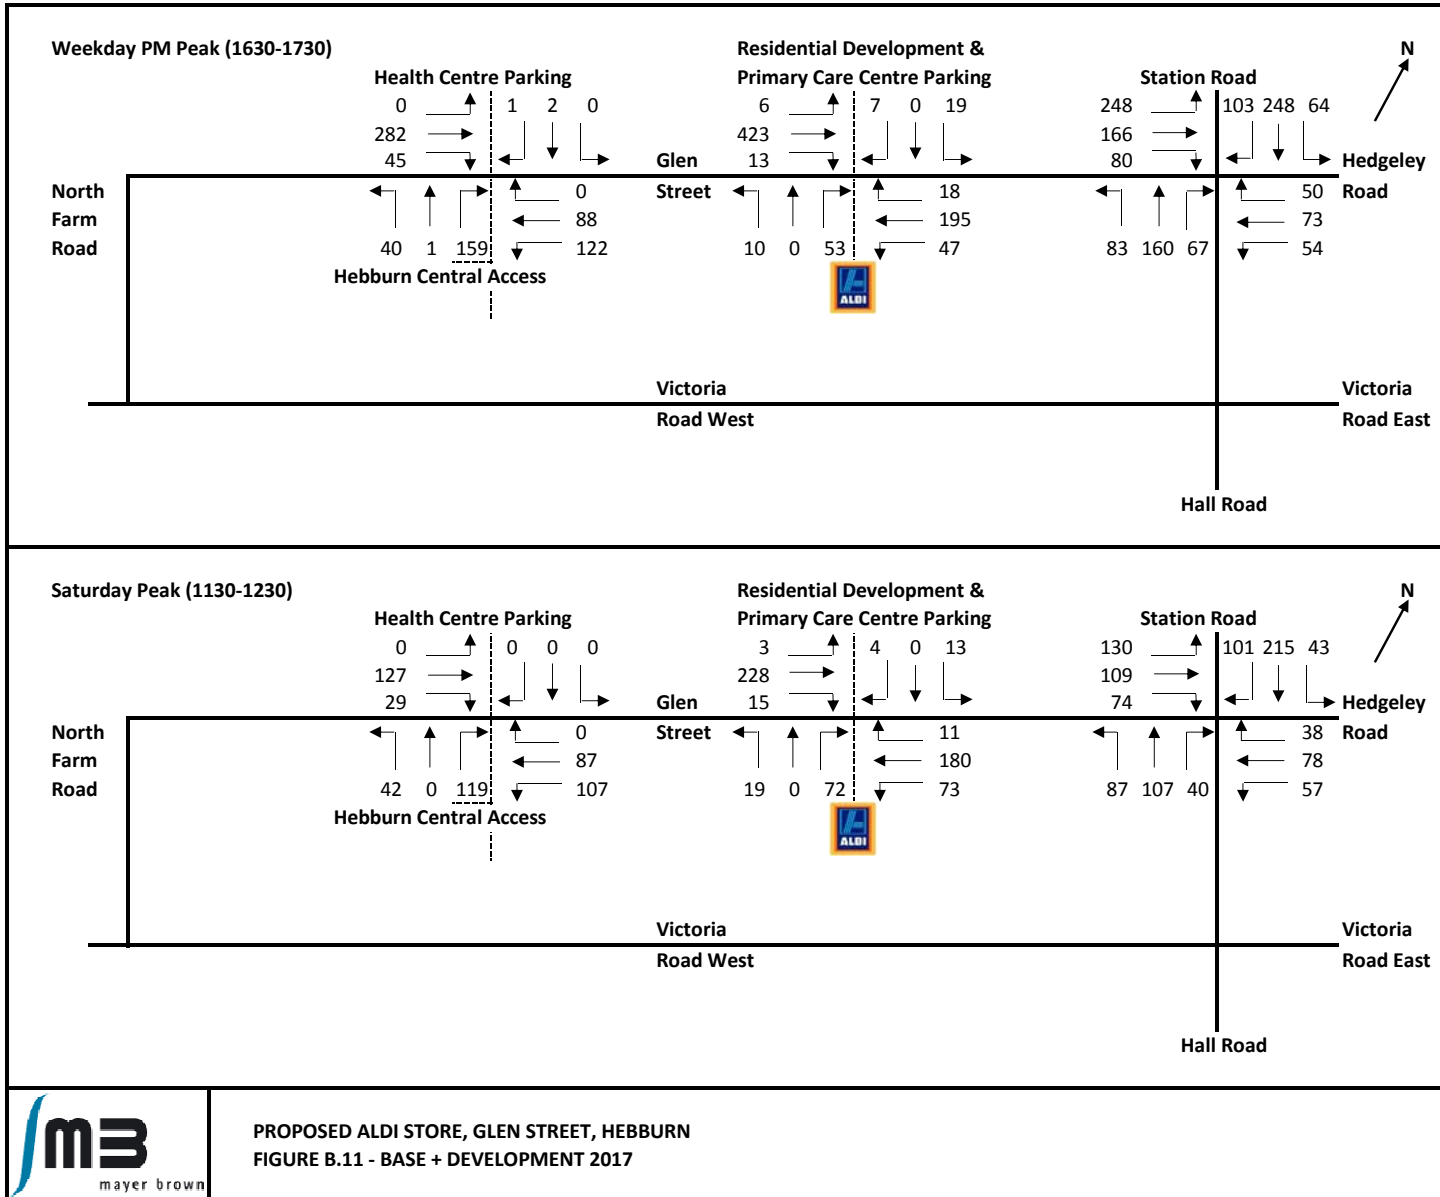 Weekday PM Peak (1630-1730)
Residential Development &
N
Health Centre Parking
Primary Care Centre Parking
Station Road
0 1 2 0 6 7 0 19 248 103 248 64
282 423 166
45 Glen 13 80 Hedgeley
North 0 Street 18 50 Road
Farm 88 195 73
Road 40 1 159 122 10 0 53 47 83 160 67 54
Hebburn Central Access
ALDI
Victoria Victoria
Road West Road East
Hall Road
Saturday Peak (1130-1230)
Residential Development &
N
Health Centre Parking
Primary Care Centre Parking
Station Road
0 0 0 0 3 4 0 13 130 101 215 43
127 228 109
29 Glen 15 74 Hedgeley
North 0 Street 11 38 Road
Farm 87 180 78
Road 42 0 119 107 19 0 72 73 87 107 40 57
Hebburn Central Access
ALDI
Victoria Victoria
Road West Road East
Hall Road
mB
mayer brown
PROPOSED ALDI STORE, GLEN STREET, HEBBURN
FIGURE B.11 - BASE + DEVELOPMENT 2017